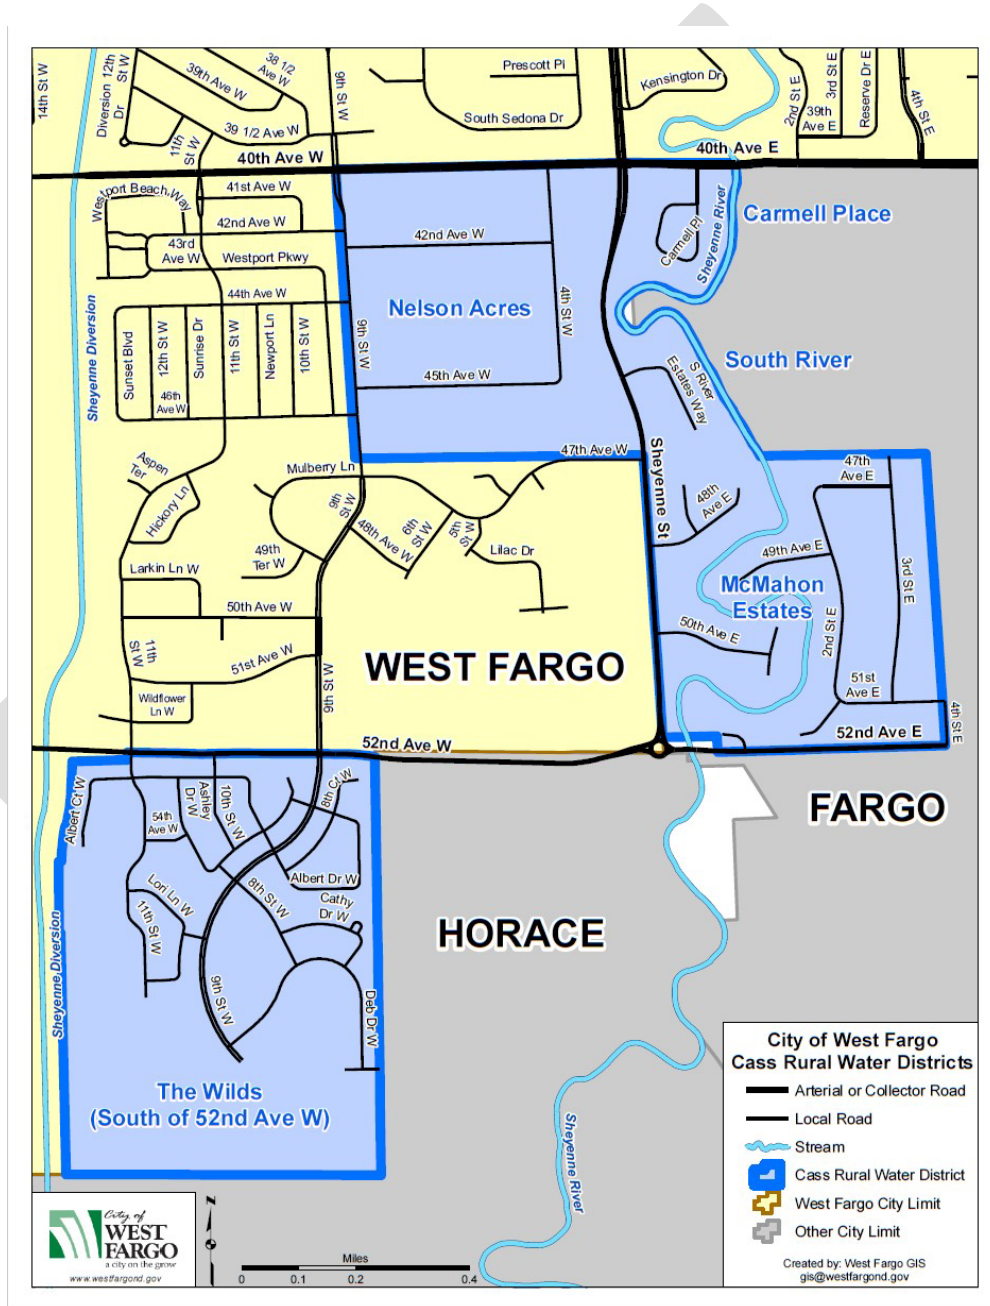 14th St W
Diversion 12th
Dr
St W
39th Ave W
38 1/2
Ave W
9th St W
Prescott Pl
South Sedona Dr
Kensington Dr
2nd St E
3rd St E
39th
Ave E
Reserve Dr E
4th St E
11th
St W
39 1/2 Ave W
40th Ave W
40th Ave E
Westport Beach Way
41st Ave W
42nd Ave W
43rd
Ave W
Westport Pkwy
44th Ave W
42nd Ave W
Nelson Acres
4th St W
9th St W
45th Ave W
Carmell Pl
Sheyenne River
Carmell Place
South River
S River
Estates Way
Sheyenne Diversion
Sunset Blvd
12th St W
46th
Ave W
Sunrise Dr
11th St W
Newport Ln
10th St W
47th Ave W
Sheyenne St
47th
Ave E
48th
Ave E
49th Ave E
McMahon
Estates
50th Ave E
2nd St E
3rd St E
51st
Ave E
52nd Ave E
4th St E
Aspen
Ter
Hickory Ln
Mulberry Ln
9th
St W
48th Ave W
6th
St W
5th
St W
Lilac Dr
49th
Ter W
Larkin Ln W
50th Ave W
11th
St W
51st Ave W
Wildflower
Ln W
9th St W
WEST FARGO
52nd Ave W
FARGO
HORACE
Albert Ct W
54th
Ave W
Ashley
Dr W
10th St W
8th Ct W
Albert Dr W
Lori Ln W
11th St W
8th St W
Cathy
Dr W
9th St W
Deb Dr W
Sheyenne Diversion
The Wilds
(South of 52nd Ave W)
Sheyenne River
City of West Fargo
Cass Rural Water Districts
Arterial or Collector Road
Local Road
Stream
Cass Rural Water District
West Fargo City Limit
Other City Limit
Created by: West Fargo GIS
gis@westfargond.gov
City of
WEST
FARGO
a city on the grow
www.westfargond.gov
N
Miles
0 0.1 0.2 0.4